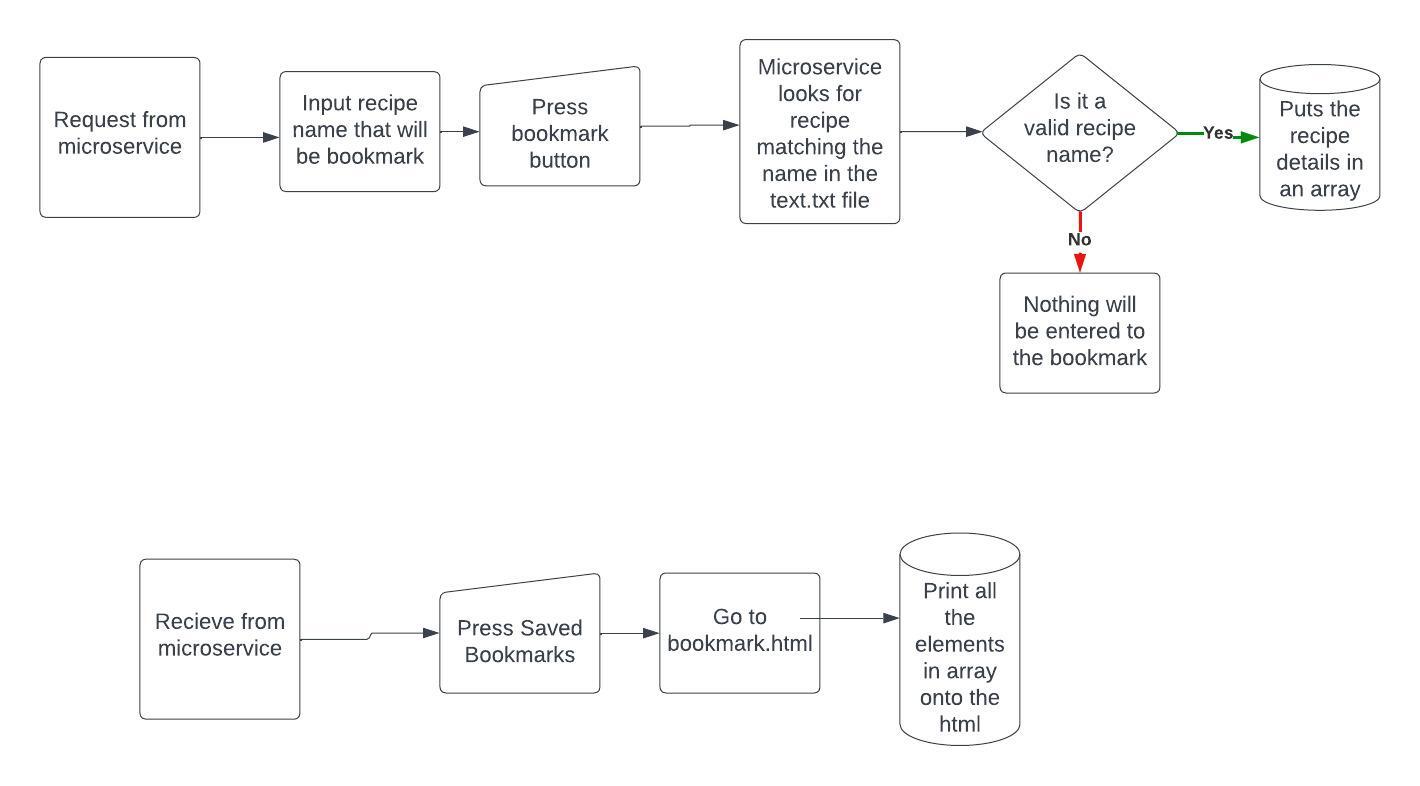 Request from
microservice
Input recipe
name that will
be bookmark
Press
bookmark
button
Microservice
looks for
recipe
matching the
name in the
text.txt file
Is it a
valid recipe
name?
Yes
Puts the
recipe
details in
an array
No
Nothing will
be entered to
the bookmark
Recieve from
microservice
Press Saved
Bookmarks
Go to
bookmark.html
Print all
the
elements
in array
onto the
html